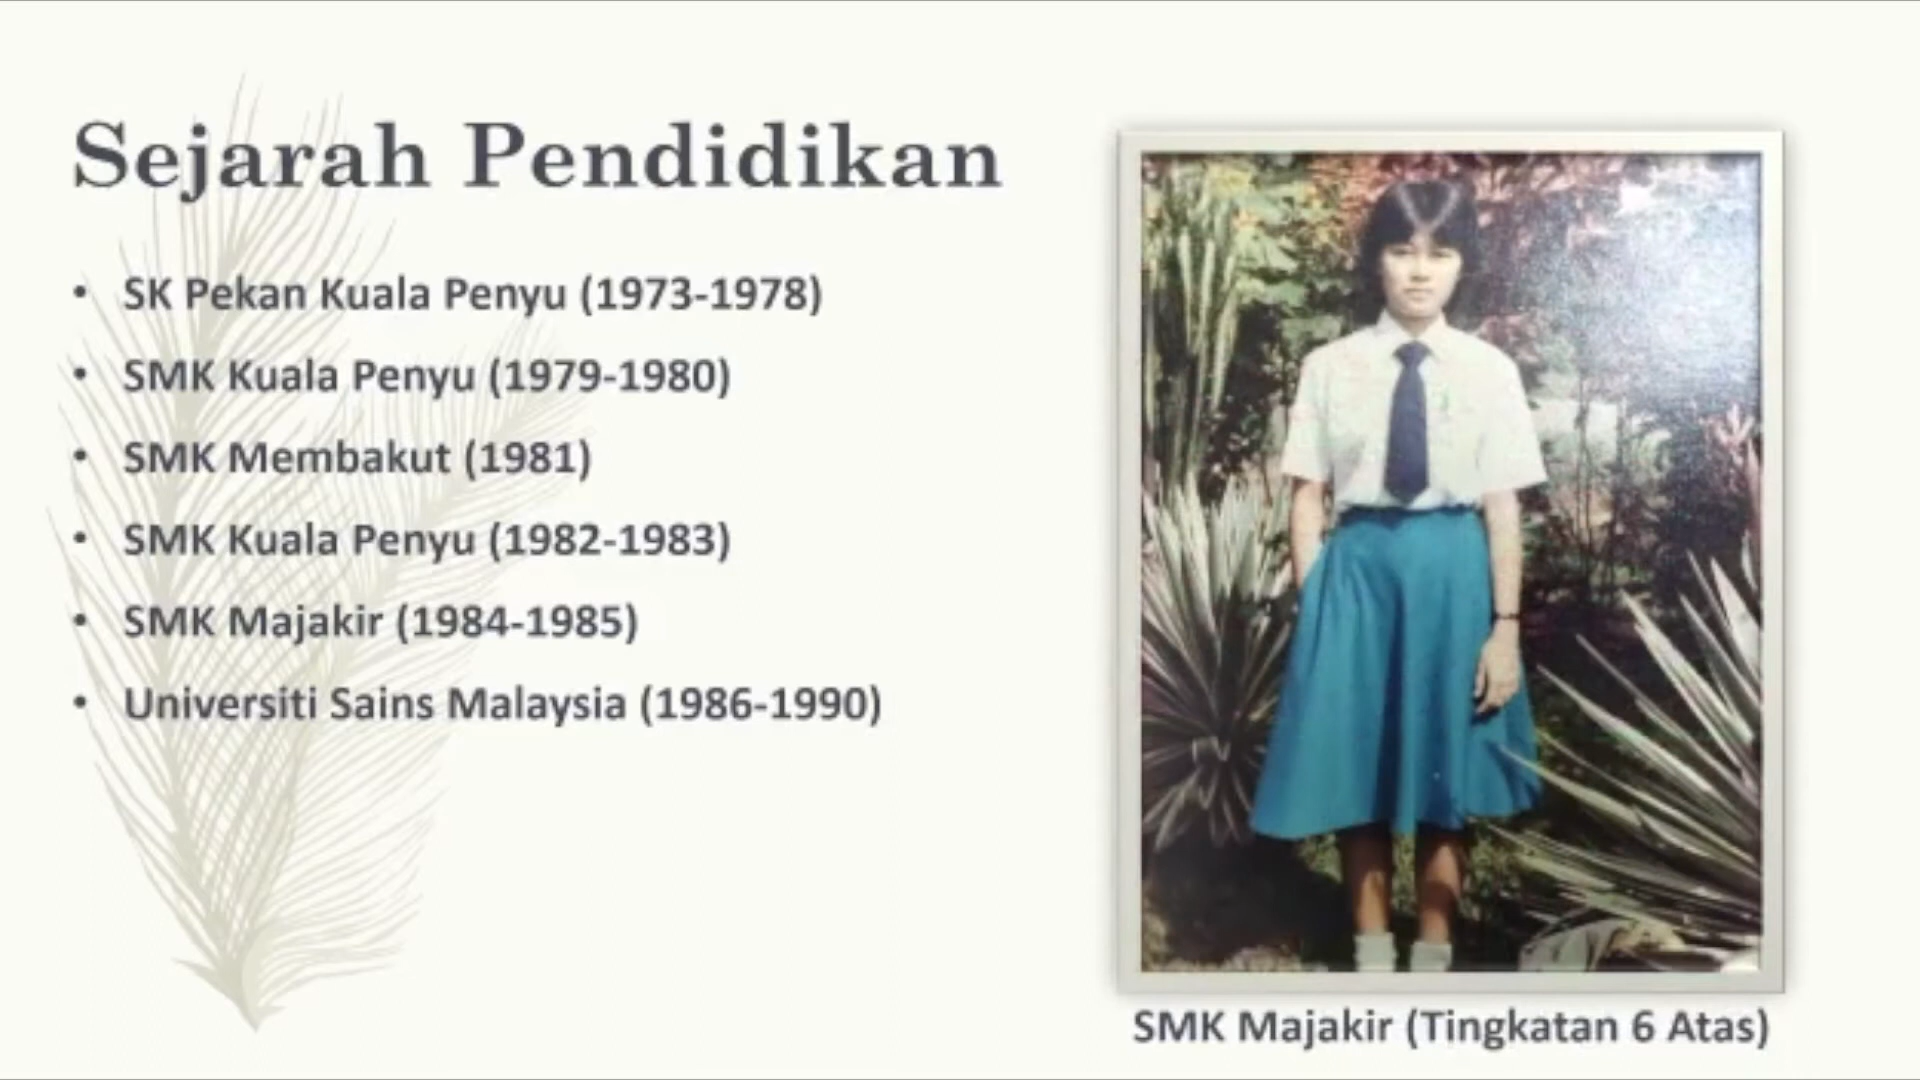 Sejarah Pendidikan
• SK Pekan Kuala Penyu (1973-1978)
• SMK Kuala Penyu (1979-1980)
• SMK Membakut (1981)
• SMK Kuala Penyu (1982-1983)
• SMK Majakir (1984-1985)
• Universiti Sains Malaysia (1986-1990)
SMK Majakir (Tingkatan 6 Atas)